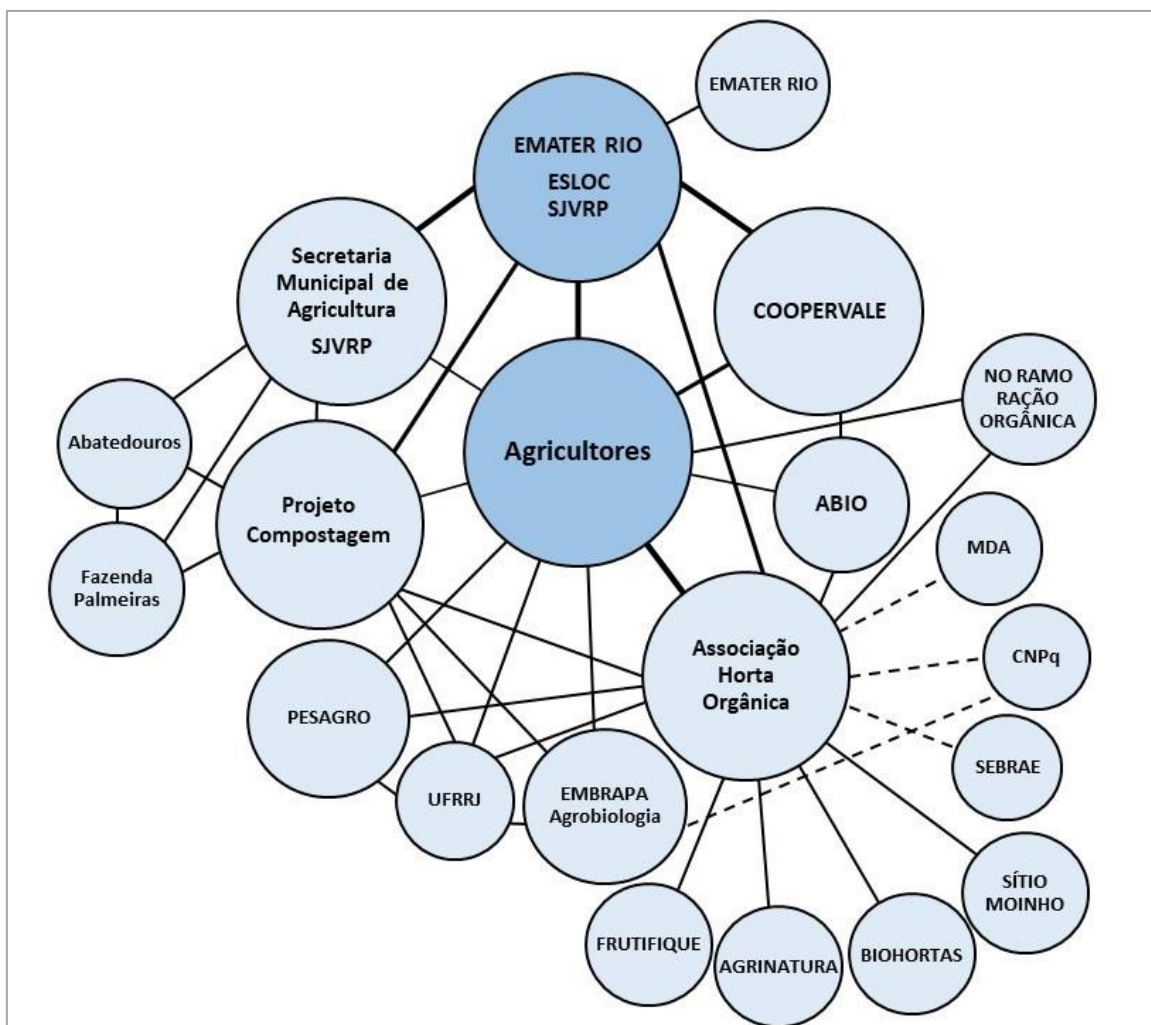 EMATER RIO
EMATER RIO
ESLOC
SJVRP
Secretaria
Municipal de
Agricultura
SJVRP
COOPERVALE
NO RAMO
RAÇÃO
ORGÂNICA
Abatedouros
Agricultores
Projeto
Compostagem
ABIO
MDA
Fazenda
Palmeiras
Associação
Horta
Orgânica
CNPq
PESAGRO
SEBRAE
UFRRJ
EMBRAPA
Agrobiologia
SÍTIO
MOINHO
FRUTIFIQUE
AGRINATURA
BIOHORTAS